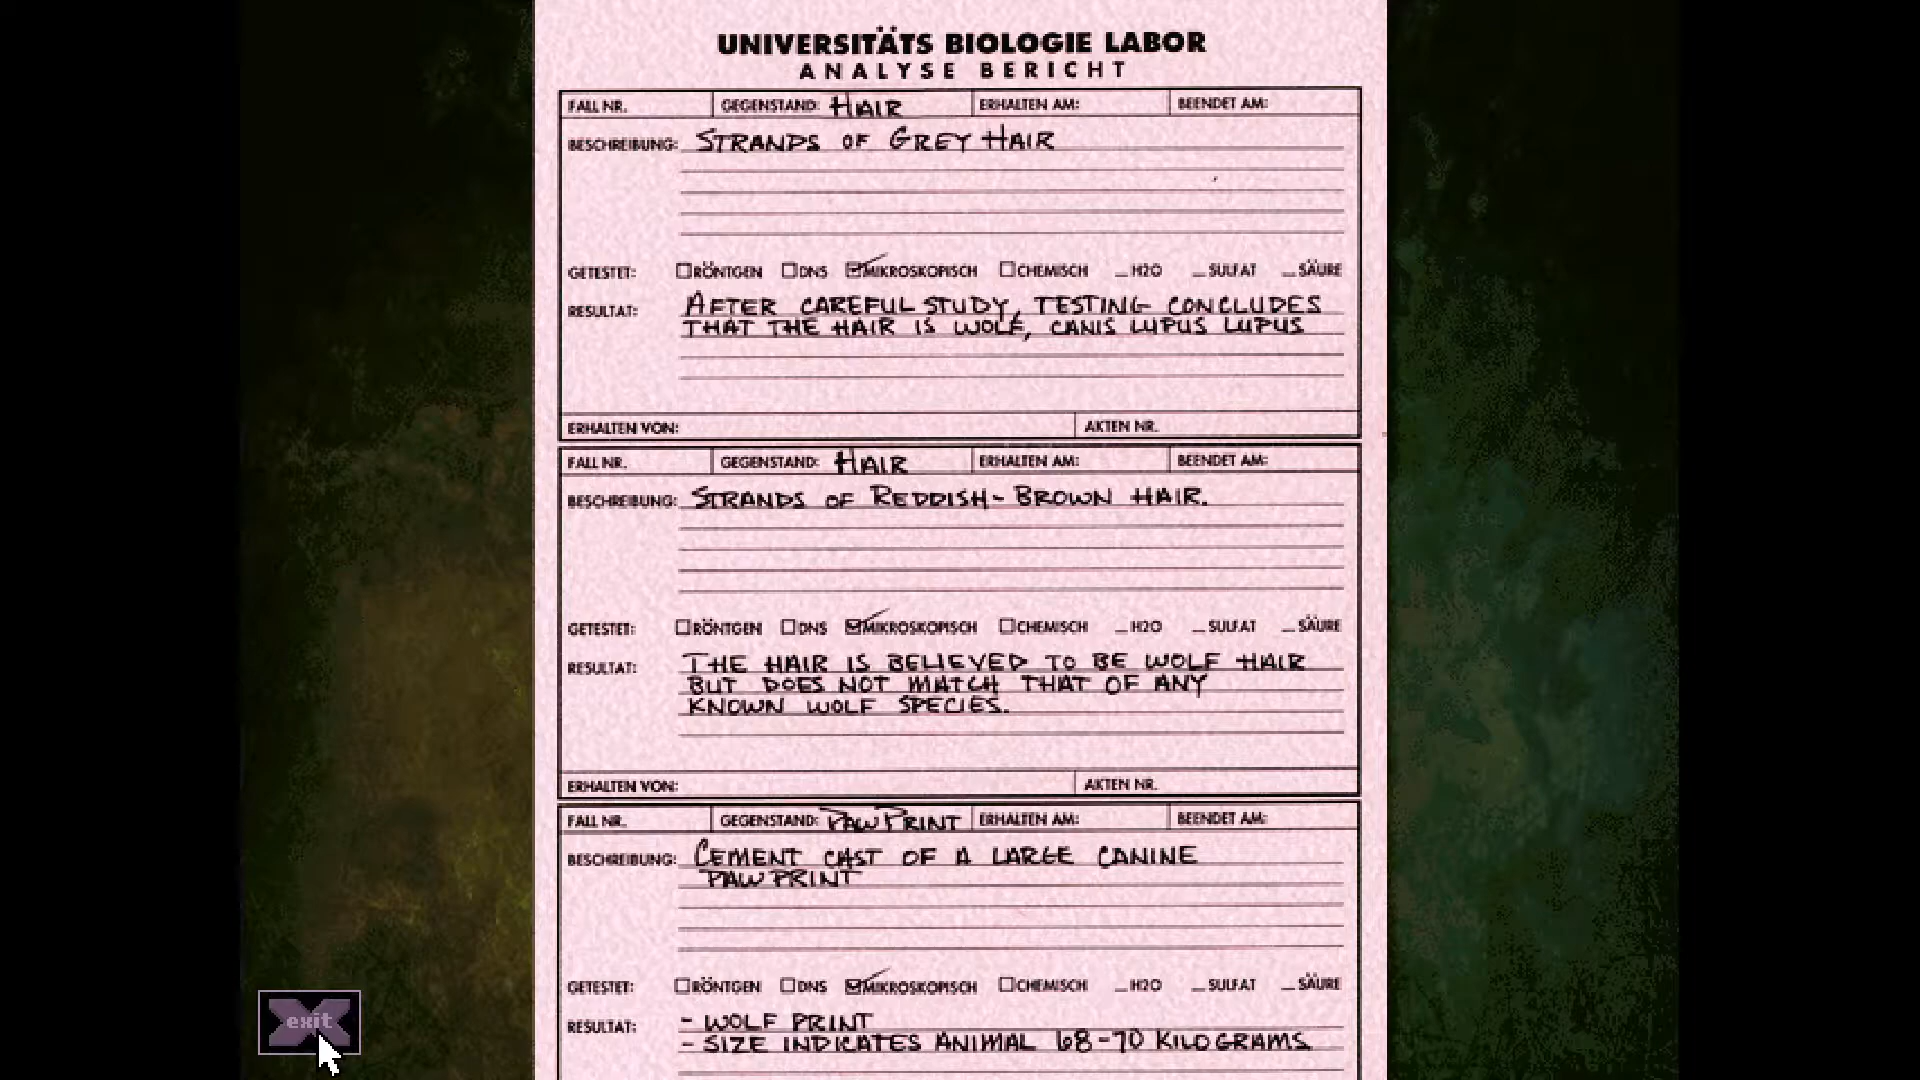 UNIVERSITÄTS BIOLOGIE LABOR
ANALYSE BERICHT
FALL NR. GEGENSTAND: HAIR ERHALTEN AM: BEENDET AM:
BESCHREIBUNG: STRANDS OF GREY HAIR
GETESTET: RÖNTGEN DNS MIKROSKOPISCH CHEMISCH H2O SULFAT SÄURE
RESULTAT: AFTER CAREFUL STUDY, TESTING CONCLUDES
THAT THE HAIR IS WOLF, CANIS LUPUS LUPUS
ERHALTEN VON: AKTEN NR.
FALL NR. GEGENSTAND: HAIR ERHALTEN AM: BEENDET AM:
BESCHREIBUNG: STRANDS OF REDDISH-BROWN HAIR.
GETESTET: RÖNTGEN DNS MIKROSKOPISCH CHEMISCH H2O SULFAT SÄURE
RESULTAT: THE HAIR IS BELIEVED TO BE WOLF HAIR
BUT DOES NOT MATCH THAT OF ANY
KNOWN WOLF SPECIES.
ERHALTEN VON: AKTEN NR.
FALL NR. GEGENSTAND: PAW PRINT ERHALTEN AM: BEENDET AM:
BESCHREIBUNG: CEMENT CAST OF A LARGE CANINE
PAW PRINT
GETESTET: RÖNTGEN DNS MIKROSKOPISCH CHEMISCH H2O SULFAT SÄURE
RESULTAT: - WOLF PRINT
- SIZE INDICATES ANIMAL 68-70 KILOGRAMS
exit